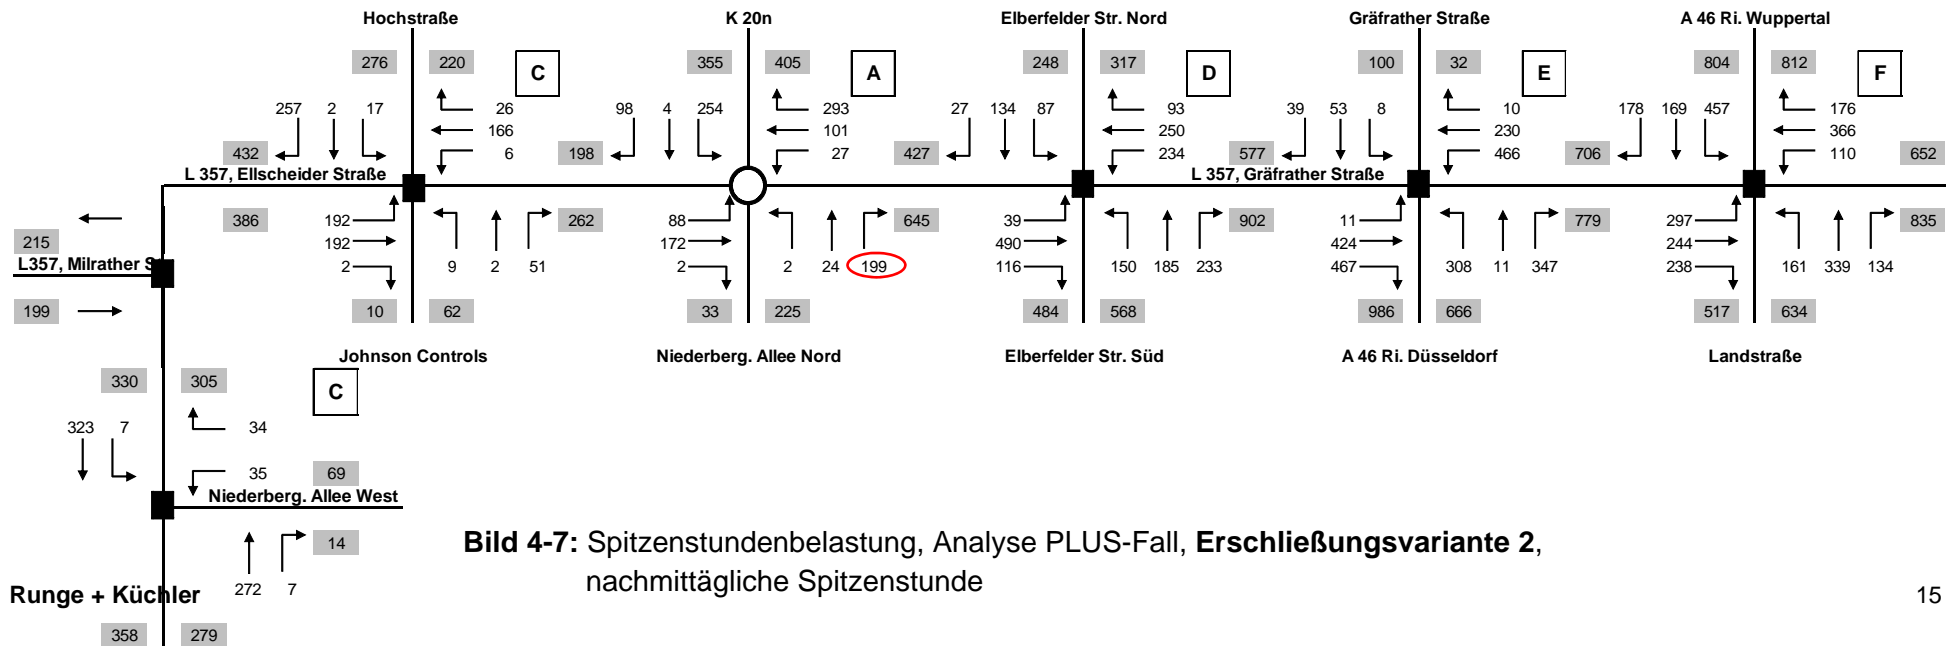 Hochstraße K 20n Elberfelder Str. Nord Gräfrather Straße A 46 Ri. Wuppertal
276 220 C 355 405 A 248 317 D 100 32 E 804 812 F
257 2 17 26 98 4 254 293 27 134 87 93 39 53 8 10 178 169 457 176
166 101 250 230 366
432 6 198 27 427 234 577 466 706 110 652
L 357, Ellscheider Straße L 357, Gräfrather Straße
386 192 262 88 645 39 902 11 779 297 835
215 192 172 490 424 244
L357, Milrather S 2 9 2 51 2 2 24 199 116 150 185 233 467 308 11 347 238 161 339 134
199 10 62 33 225 484 568 986 666 517 634
Johnson Controls Niederberg. Allee Nord Elberfelder Str. Süd A 46 Ri. Düsseldorf Landstraße
330 305 C
323 7 34
35 69
Niederberg. Allee West
14
Bild 4-7: Spitzenstundenbelastung, Analyse PLUS-Fall, Erschließungsvariante 2,
nachmittägliche Spitzenstunde
272 7
Runge + Küchler 15
358 279